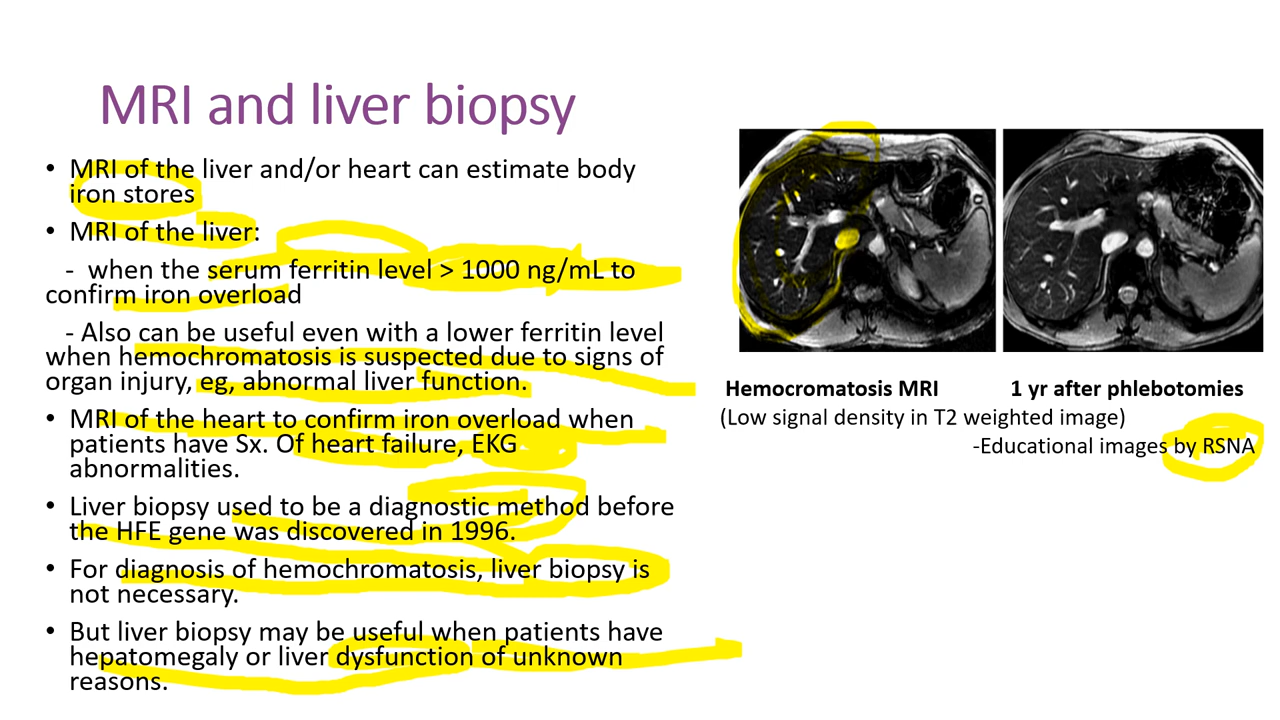 MRI and liver biopsy
• MRI of the liver and/or heart can estimate body
iron stores
• MRI of the liver:
- when the serum ferritin level > 1000 ng/mL to
confirm iron overload
- Also can be useful even with a lower ferritin level
when hemochromatosis is suspected due to signs of
organ injury, eg, abnormal liver function.
• MRI of the heart to confirm iron overload when
patients have Sx. Of heart failure, EKG
abnormalities.
• Liver biopsy used to be a diagnostic method before
the HFE gene was discovered in 1996.
• For diagnosis of hemochromatosis, liver biopsy is
not necessary.
• But liver biopsy may be useful when patients have
hepatomegaly or liver dysfunction of unknown
reasons.
Hemocromatosis MRI
1 yr after phlebotomies
(Low signal density in T2 weighted image)
-Educational images by RSNA